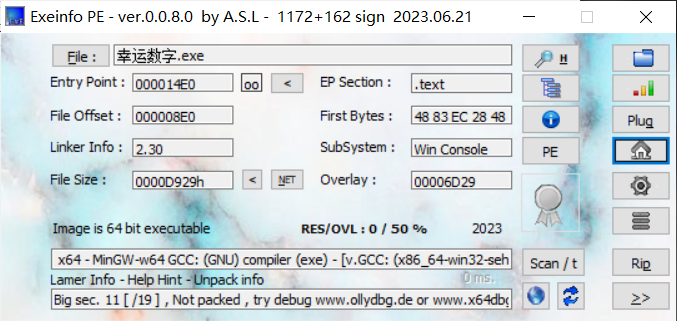 Exeinfo PE - ver.0.0.8.0 by A.S.L - 1172+162 sign 2023.06.21
File : 幸运数字.exe H
Entry Point : 000014E0 oo < EP Section : .text
File Offset : 000008E0 First Bytes : 48 83 EC 28 48 Plug
Linker Info : 2.30 SubSystem : Win Console PE
File Size : 0000D929h < NET Overlay : 00006D29
Image is 64 bit executable RES/OVL : 0 / 50 % 2023
x64 - MinGW-w64 GCC: (GNU) compiler (exe) - [v.GCC: (x86_64-win32-seh Scan / t Rip
Lamer Info - Help Hint - Unpack info 0 ms.
Big sec. 11 [ /19 ] , Not packed , try debug www.ollydbg.de or www.x64dbg >>